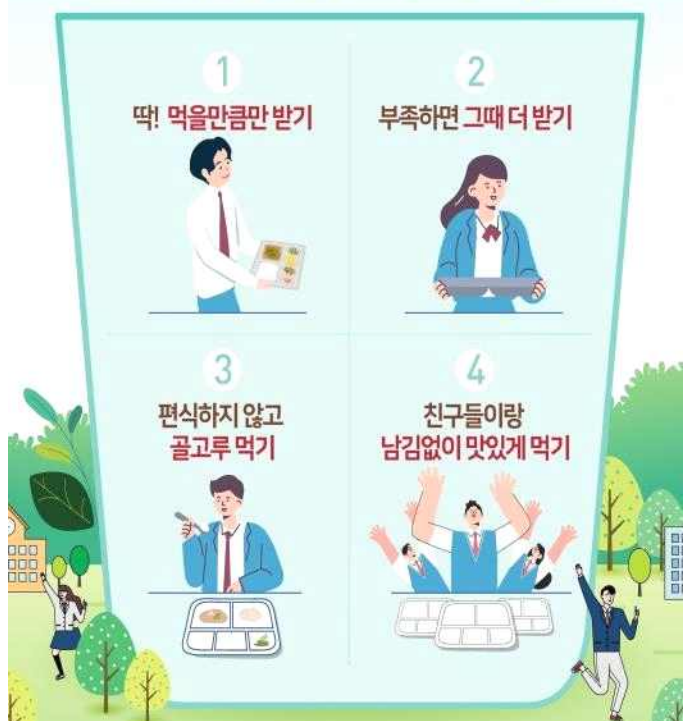 1
딱! 먹을만큼만 받기
2
부족하면 그때 더 받기
3
편식하지 않고
골고루 먹기
4
친구들이랑
남김없이 맛있게 먹기